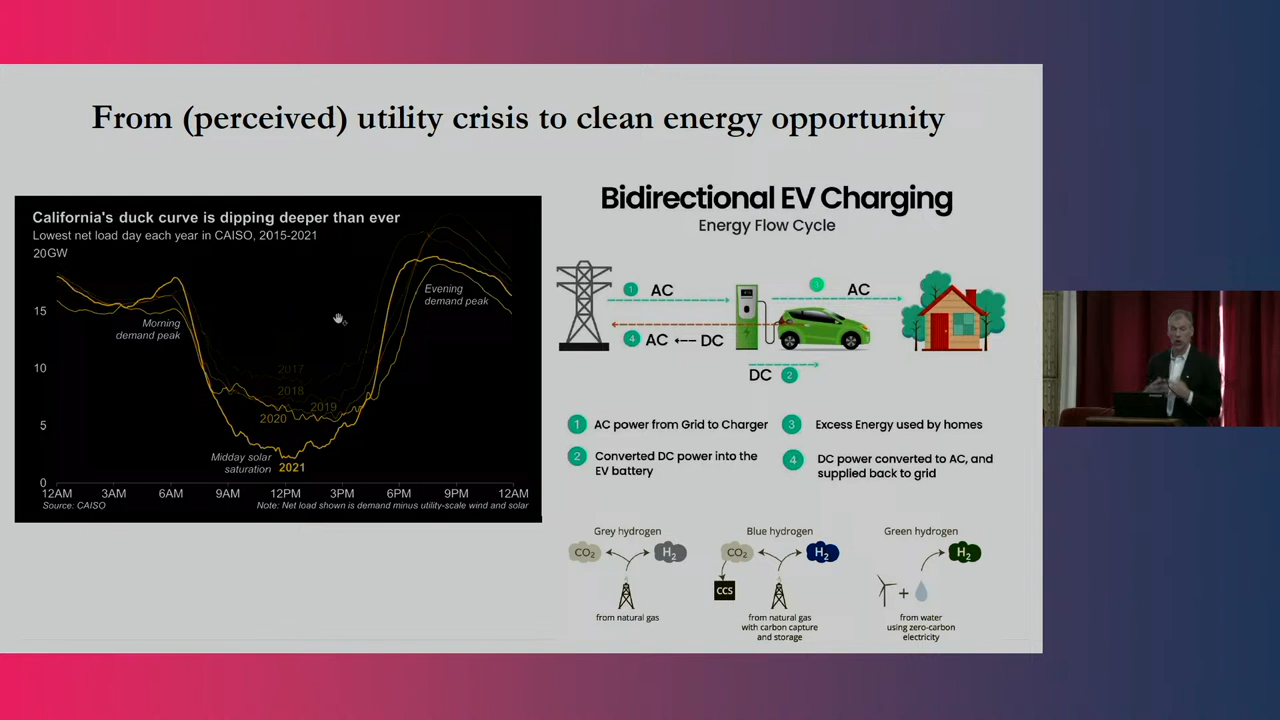 From (perceived) utility crisis to clean energy opportunity
California's duck curve is dipping deeper than ever
Lowest net load day each year in CAISO, 2015-2021
20GW
15
10
5
0
Morning
demand peak
Evening
demand peak
2017
2018
2019
2020
Midday solar
saturation
2021
12AM 3AM 6AM 9AM 12PM 3PM 6PM 9PM 12AM
Source: CAISO
Note: Net load shown is demand minus utility-scale wind and solar
Bidirectional EV Charging
Energy Flow Cycle
1 AC
AC
4 AC ←-- DC
DC 2
1 AC power from Grid to Charger
2 Converted DC power into the
EV battery
3 Excess Energy used by homes
4 DC power converted to AC, and
supplied back to grid
Grey hydrogen
CO₂
H₂
from natural gas
Blue hydrogen
CO₂
H₂
CCS
from natural gas
with carbon capture
and storage
Green hydrogen
H₂
+
from water
using zero-carbon
electricity